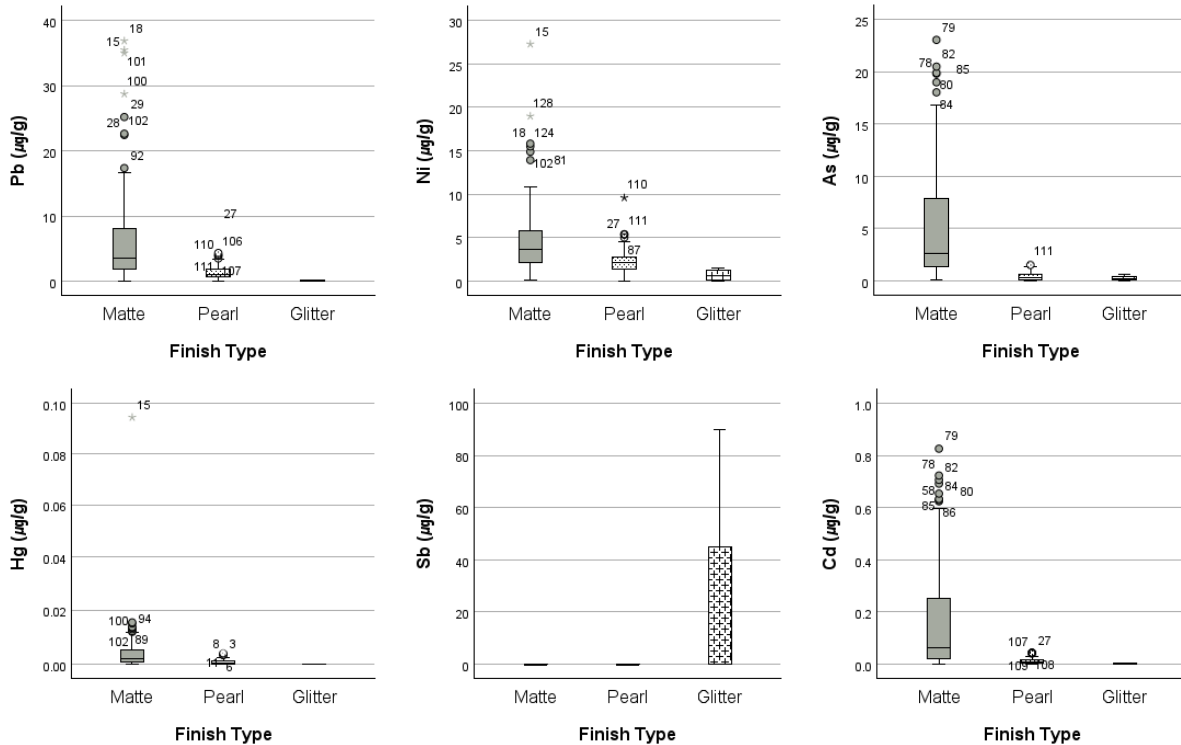 Pb (µg/g)
40
30
20
10
0
18
15
101
100
29
28
102
92
27
110
106
111
107
Matte
Pearl
Glitter
Finish Type
Ni (µg/g)
30
25
20
15
10
5
0
15
128
18
124
102
81
110
27
111
87
Matte
Pearl
Glitter
Finish Type
As (µg/g)
25
20
15
10
5
0
79
82
78
85
80
84
111
Matte
Pearl
Glitter
Finish Type
Hg (µg/g)
0.10
0.08
0.06
0.04
0.02
0.00
15
100
94
102
89
8
3
6
Matte
Pearl
Glitter
Finish Type
Sb (µg/g)
100
80
60
40
20
0
Matte
Pearl
Glitter
Finish Type
Cd (µg/g)
1.0
0.8
0.6
0.4
0.2
0.0
79
78
82
58
84
80
85
86
107
27
109
108
Matte
Pearl
Glitter
Finish Type